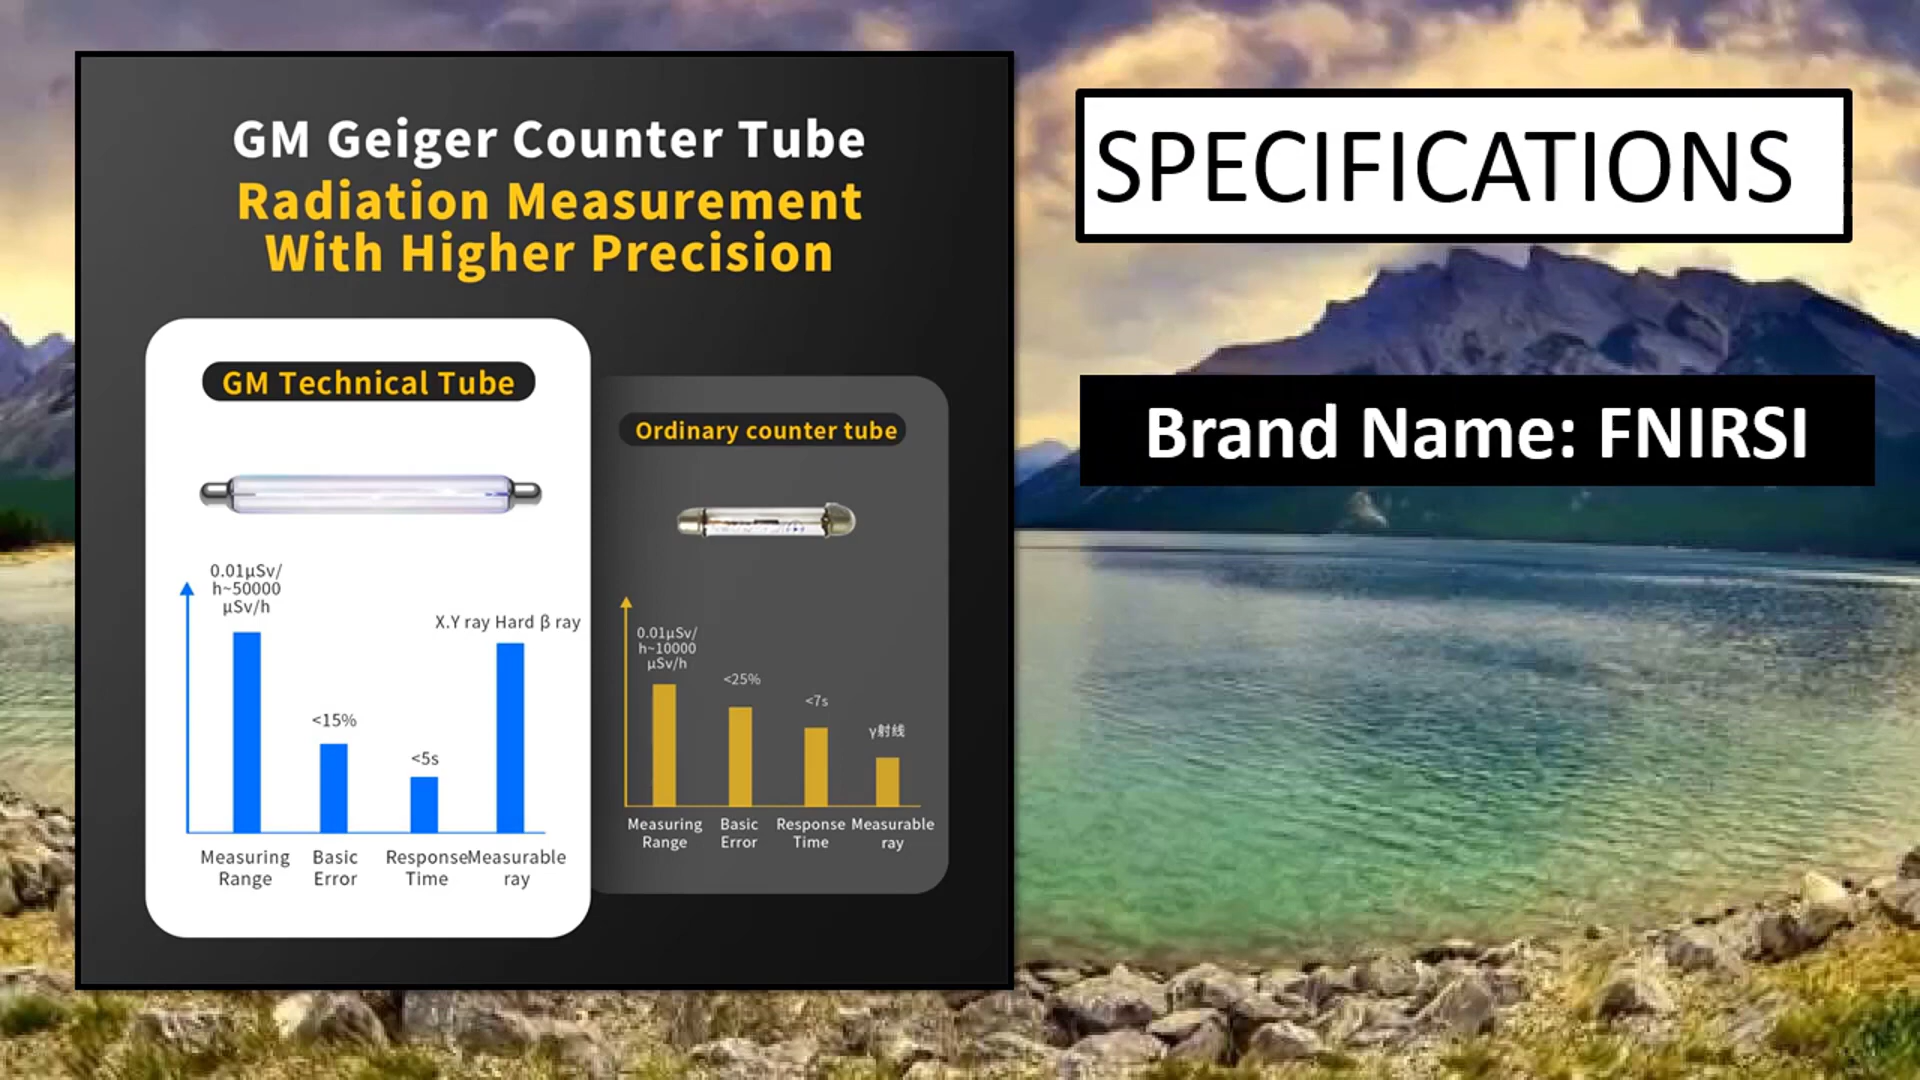 GM Geiger Counter Tube
Radiation Measurement
With Higher Precision
GM Technical Tube
0.01μSv/
h~50000
μSv/h
<15%
<5s
X.Y ray Hard β ray
Measuring
Range
Basic
Error
Response
Time
Measurable
ray
Ordinary counter tube
0.01μSv/
h~10000
μSv/h
<25%
<7s
γ射线
Measuring
Range
Basic
Error
Response
Time
Measurable
ray
SPECIFICATIONS
Brand Name: FNIRSI